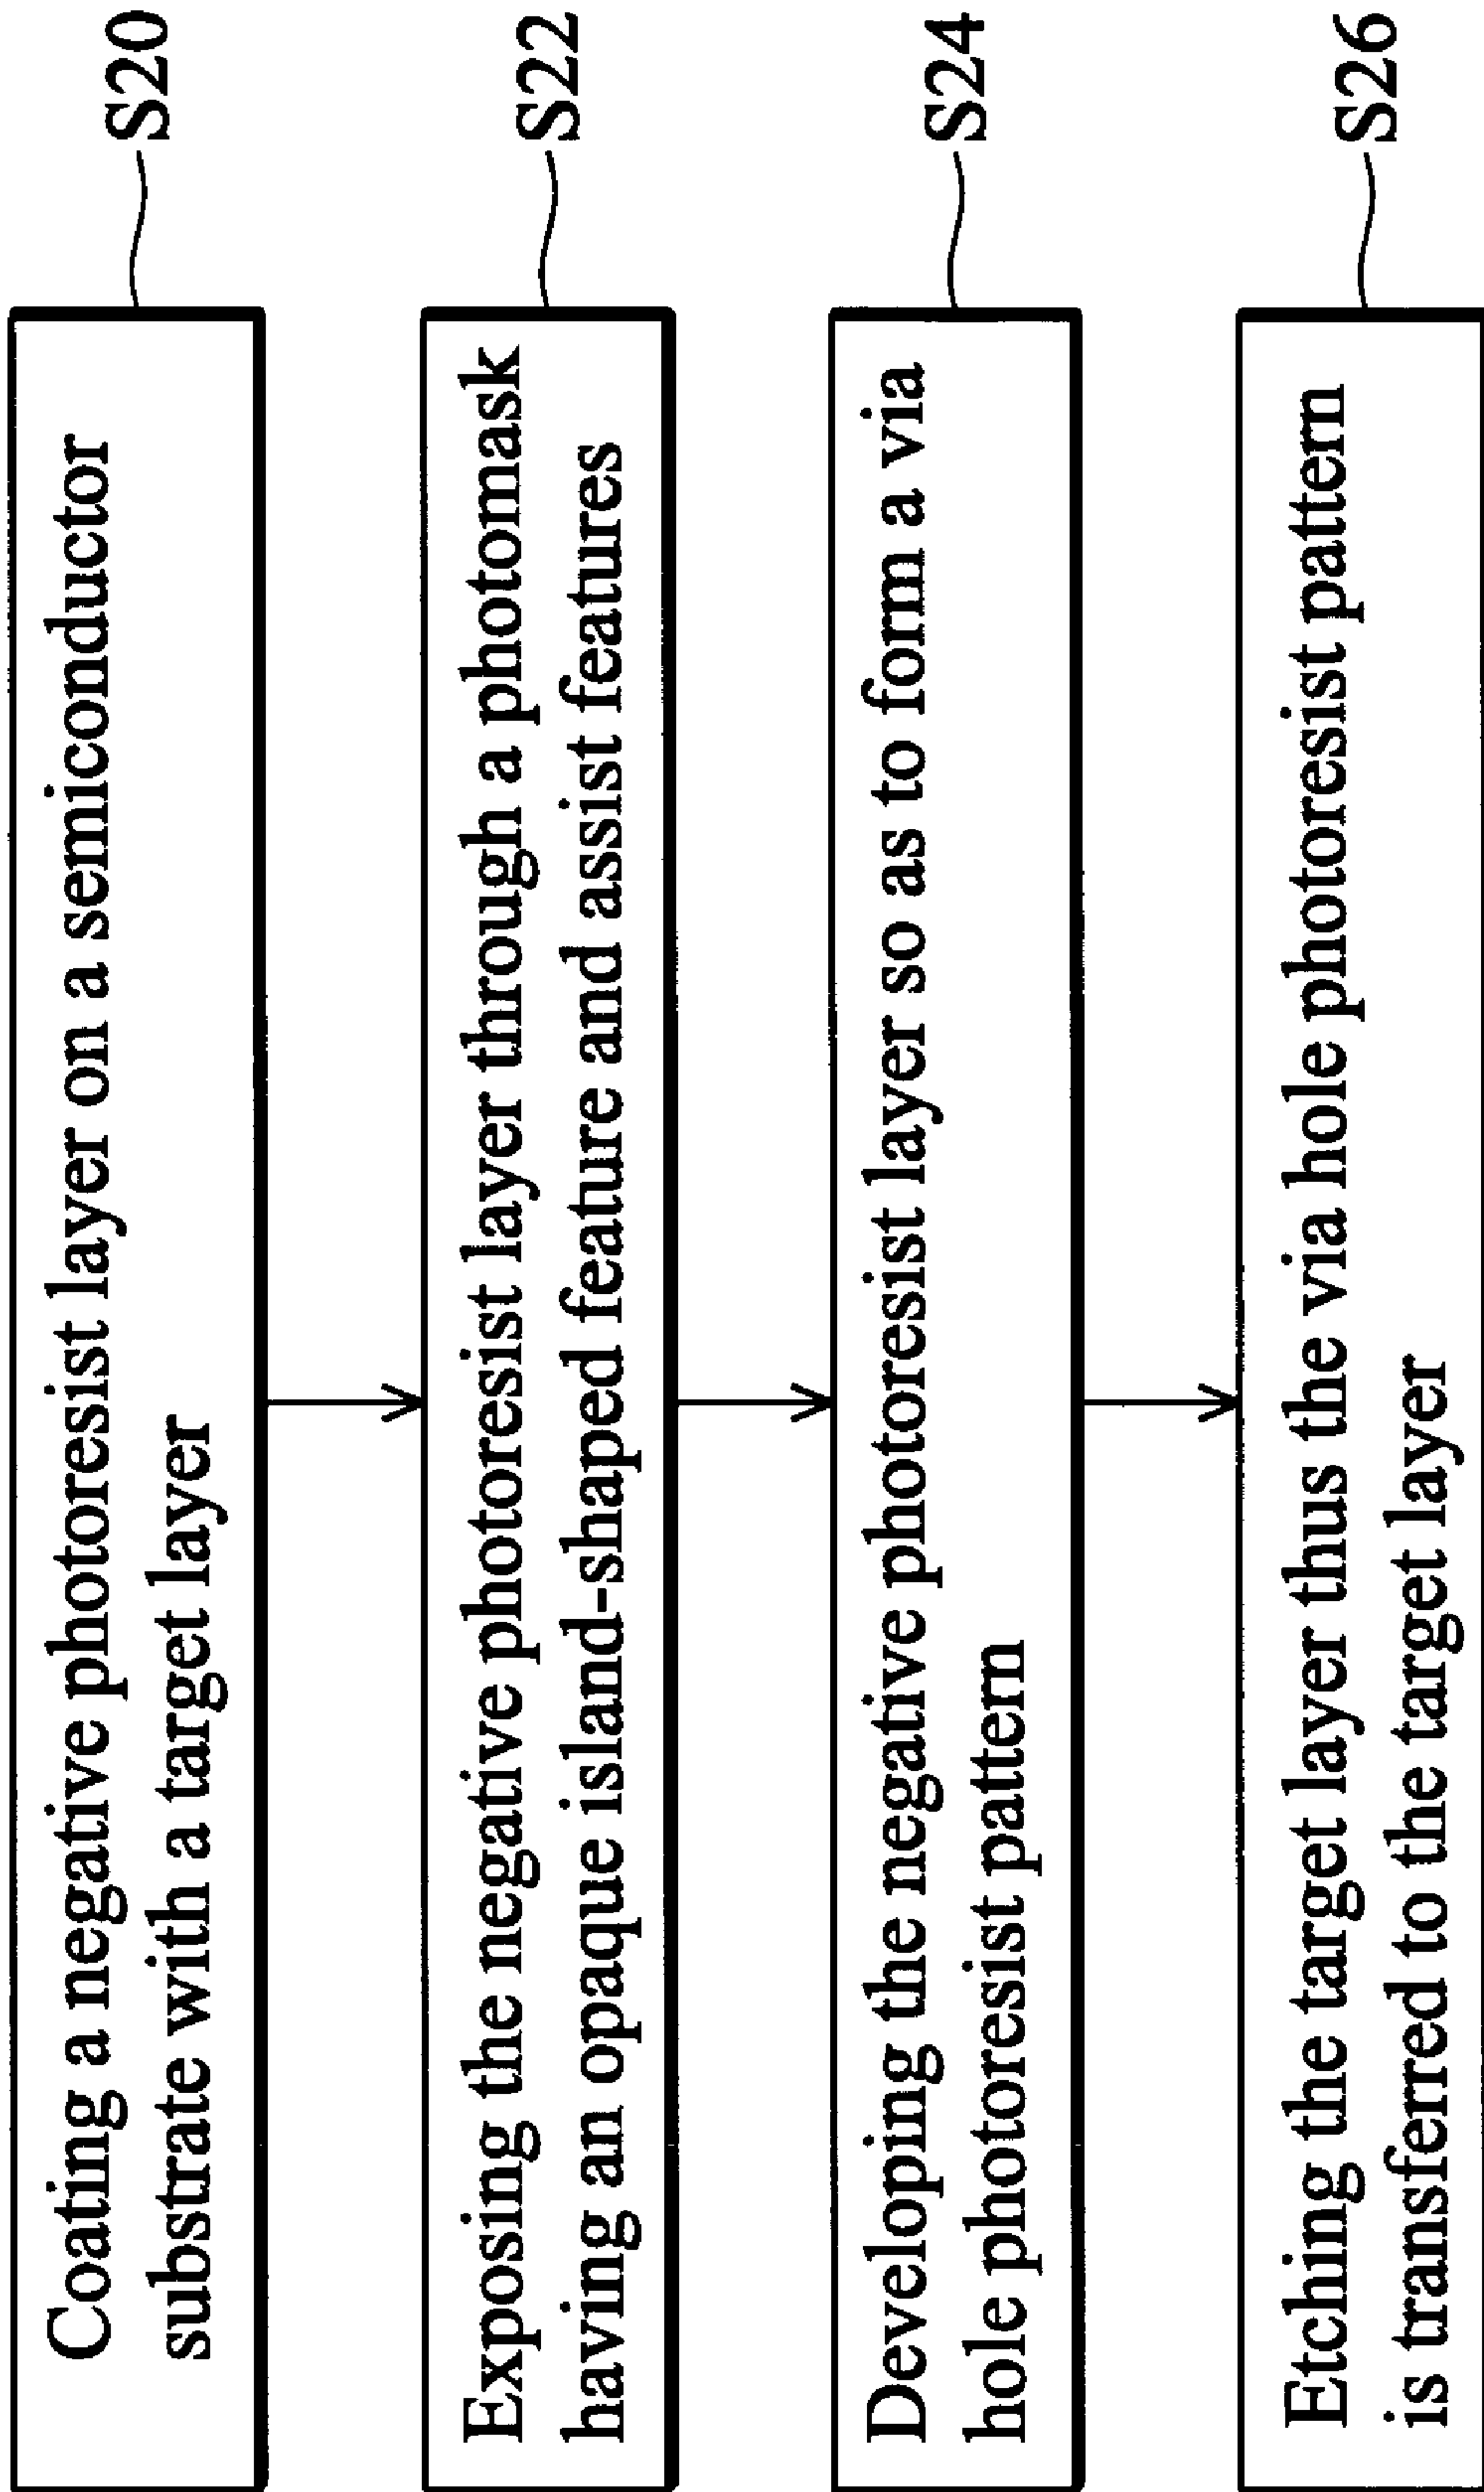 Coating a negative photoresist layer on a semiconductor
substrate with a target layer
S20
Exposing the negative photoresist layer through a photomask
having an opaque island-shaped feature and assist features
S22
Developing the negative photoresist layer so as to form a via
hole photoresist pattern
S24
Etching the target layer thus the via hole photoresist pattern
is transferred to the target layer
S26